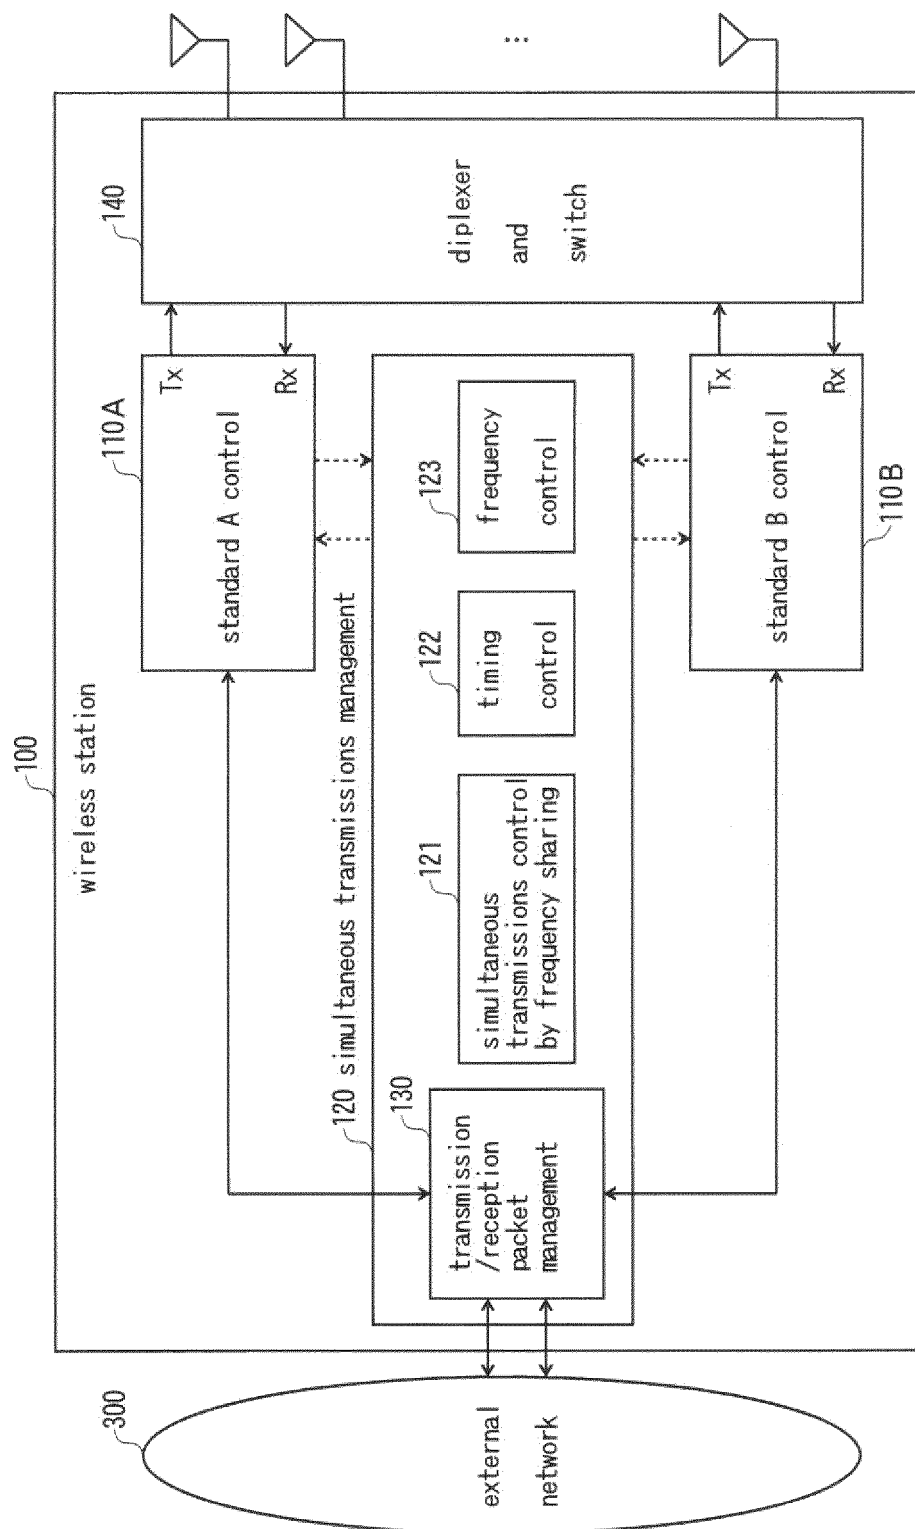 100
wireless station
300
external
network
120 simultaneous transmissions management
130
transmission
/reception
packet
management
121
simultaneous
transmissions control
by frequency sharing
122
timing
control
123
frequency
control
110A
standard A control
Tx
Rx
110B
standard B control
Tx
Rx
140
diplexer
and
switch
...